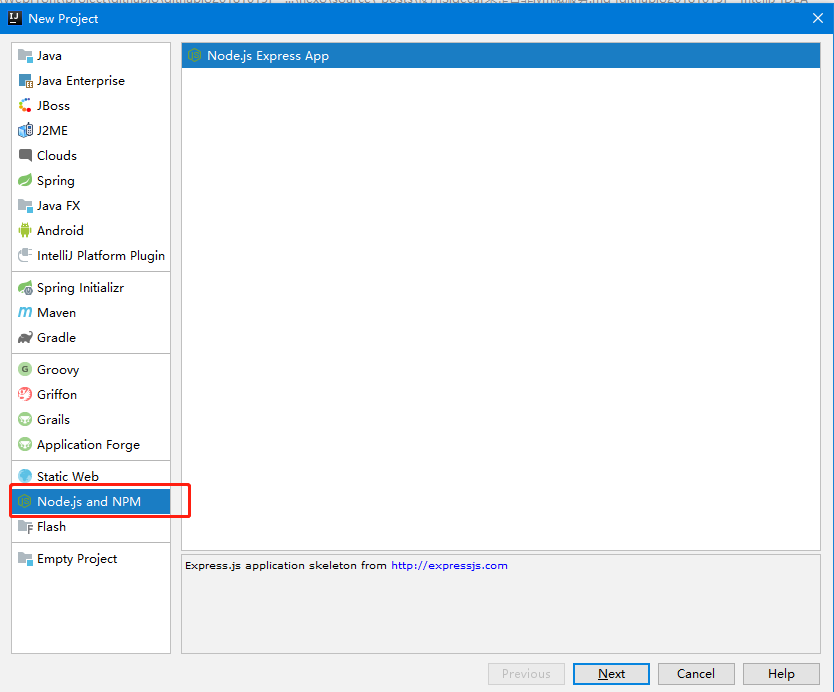 New Project
Java
Java Enterprise
JBoss
J2ME
Clouds
Spring
Java FX
Android
IntelliJ Platform Plugin
Spring Initializr
Maven
Gradle
Groovy
Griffon
Grails
Application Forge
Static Web
Node.js and NPM
Flash
Empty Project
Node.js Express App
Express.js application skeleton from http://expressjs.com
Previous
Next
Cancel
Help